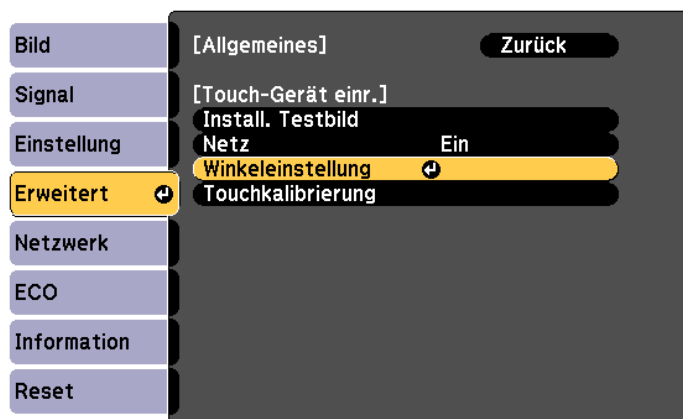 Bild
Signal
Einstellung
Erweitert
Netzwerk
ECO
Information
Reset
[Allgemeines] Zurück
[Touch-Gerät einr.]
Install. Testbild
Netz Ein
Winkeleinstellung
Touchkalibrierung